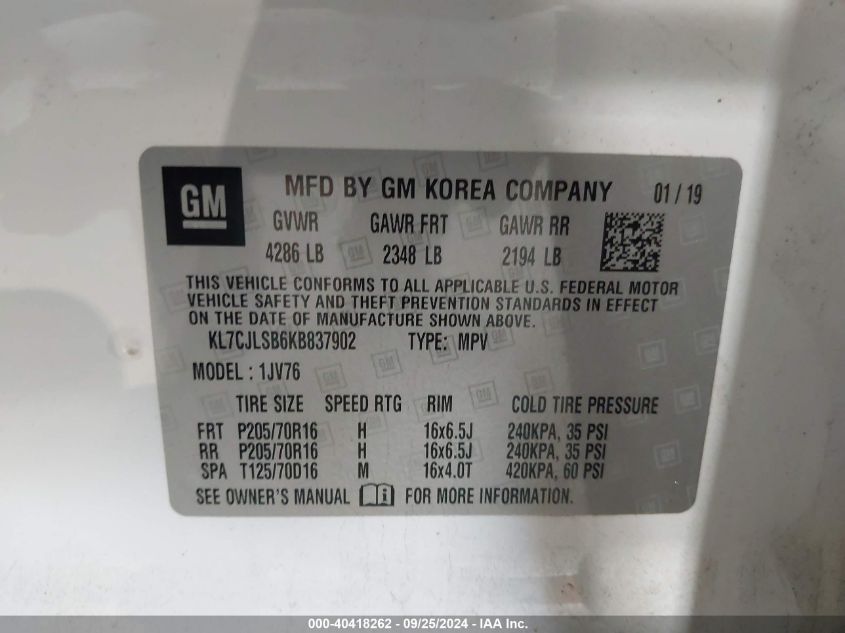 GM MFD BY GM KOREA COMPANY 01 / 19
GVWR GAWR FRT GAWR RR
4286 LB 2348 LB 2194 LB
THIS VEHICLE CONFORMS TO ALL APPLICABLE U.S. FEDERAL MOTOR
VEHICLE SAFETY AND THEFT PREVENTION STANDARDS IN EFFECT
ON THE DATE OF MANUFACTURE SHOWN ABOVE.
KL7CJLSB6KB837902 TYPE: MPV
MODEL : 1JV76
TIRE SIZE SPEED RTG RIM COLD TIRE PRESSURE
FRT P205/70R16 H 16x6.5J 240KPA, 35 PSI
RR P205/70R16 H 16x6.5J 240KPA, 35 PSI
SPA T125/70D16 M 16x4.0T 420KPA, 60 PSI
SEE OWNER'S MANUAL FOR MORE INFORMATION.
000-40418262 - 09/25/2024 - IAA Inc.